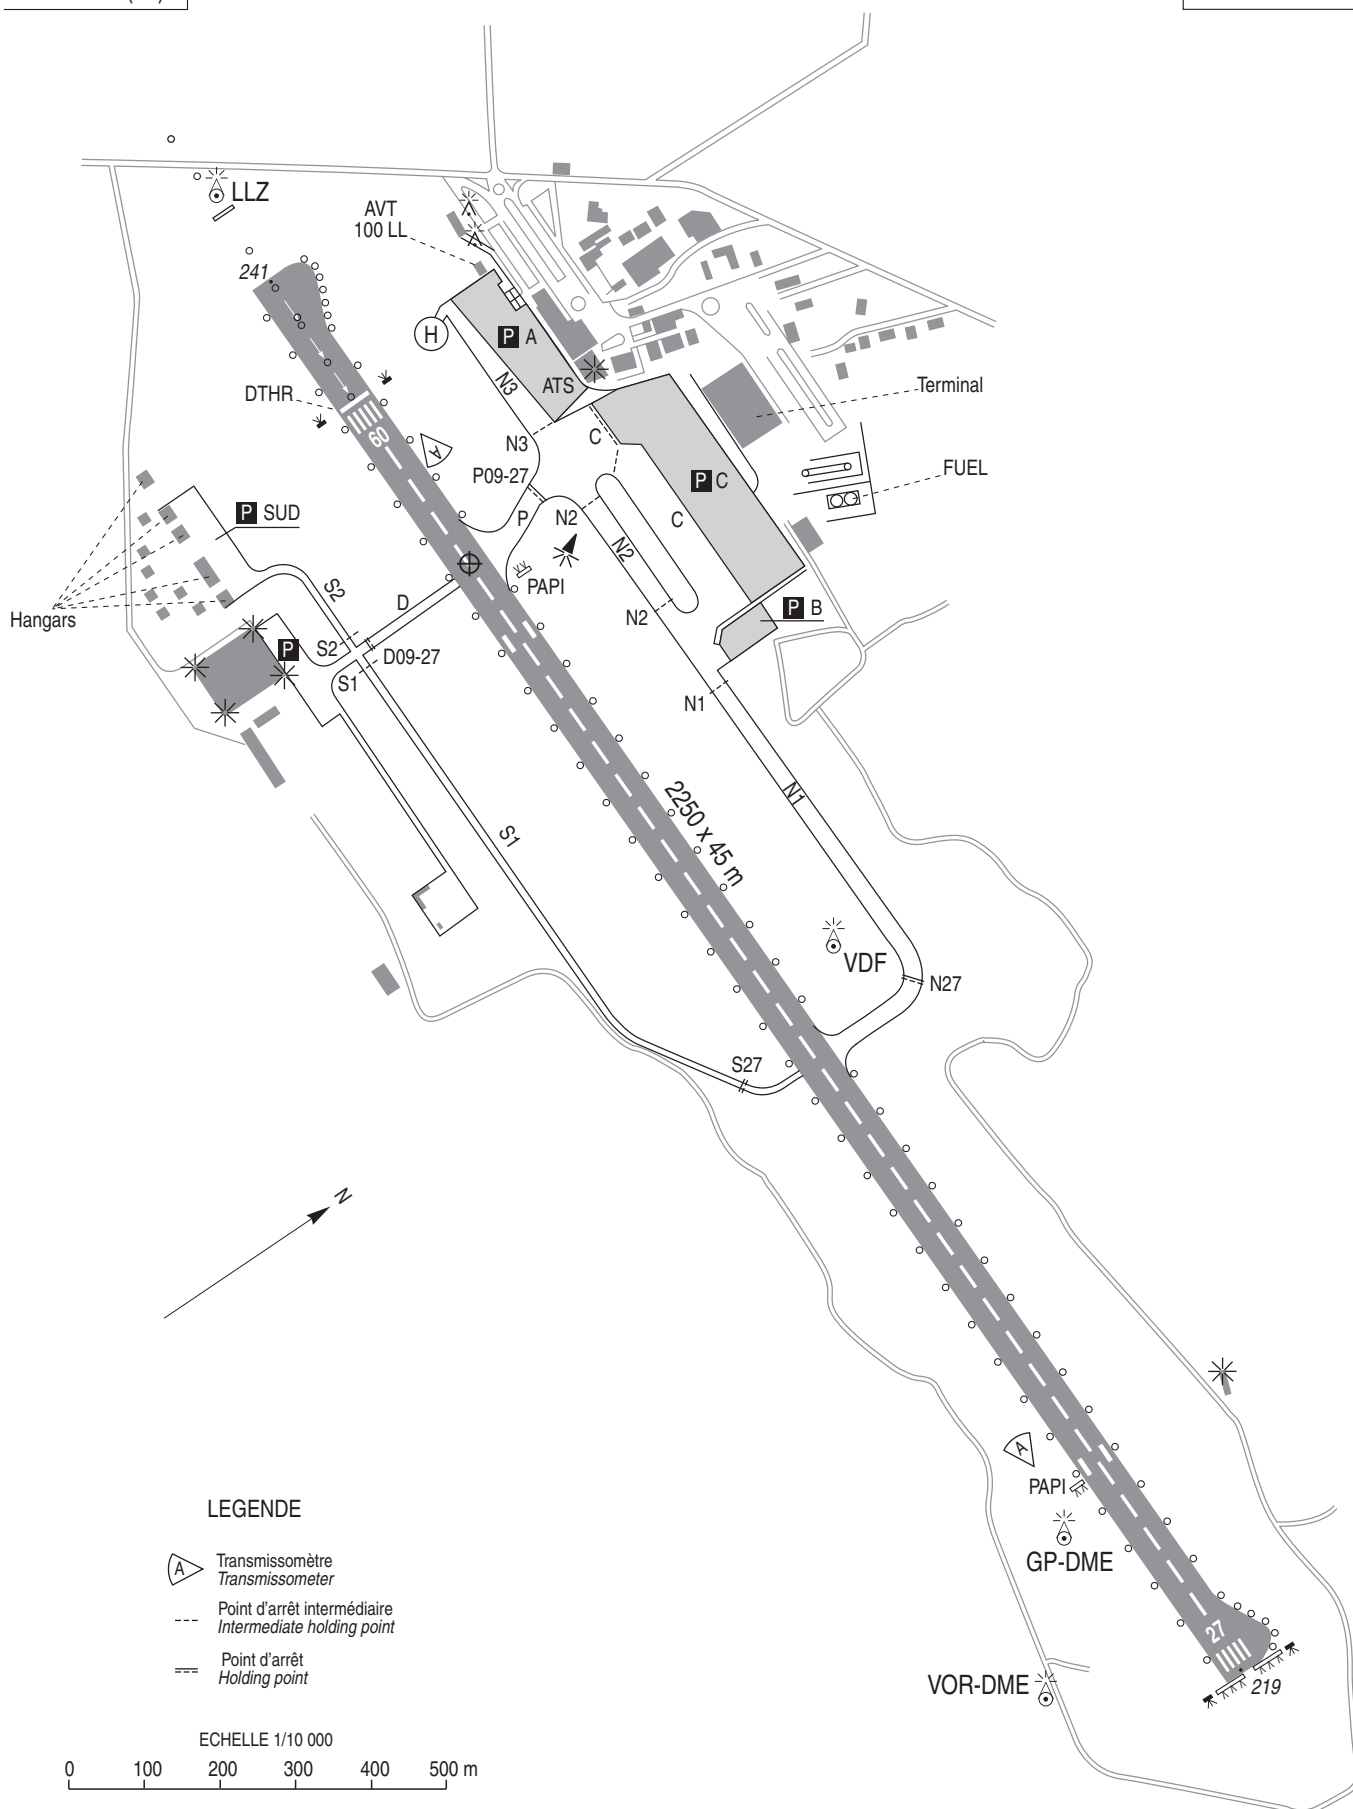 LLZ
AVT
100 LL
241
H
P A
N3
ATS
DTHR
Terminal
09
A
N3
C
P09-27
P C
FUEL
P SUD
P
N2
C
N2
PAPI
S2
D
P B
Hangars
N2
S2
P
D09-27
S1
N1
N1
2250 x 45 m
S1
VDF
N27
S27
N
A
PAPI
LEGENDE
GP-DME
A
Transmissomètre
Transmissometer
Point d'arrêt intermédiaire
Intermediate holding point
27
Point d'arrêt
Holding point
VOR-DME
219
ECHELLE 1/10 000
0 100 200 300 400 500 m